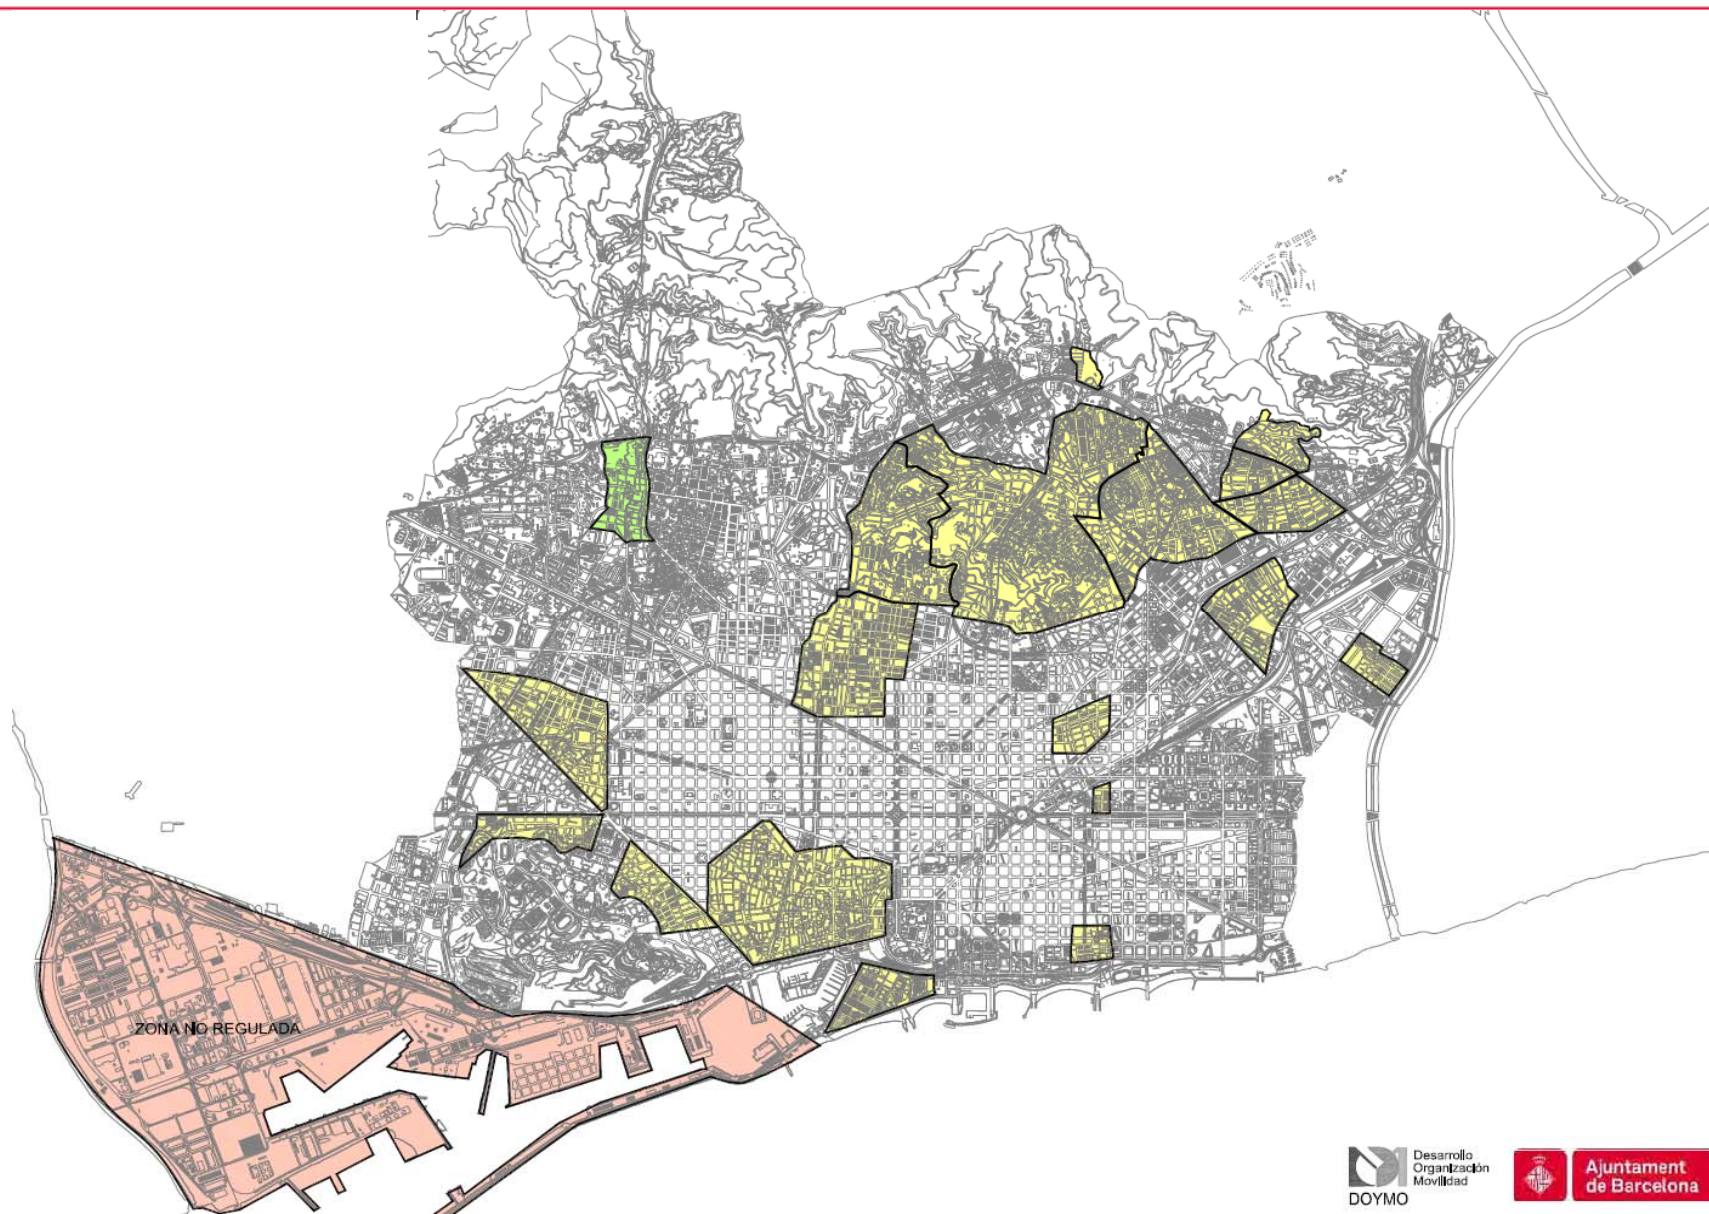 ZONA NO REGULADA
Desarrollo
Organización
Movilidad
DOYMO
Ajuntament
de Barcelona